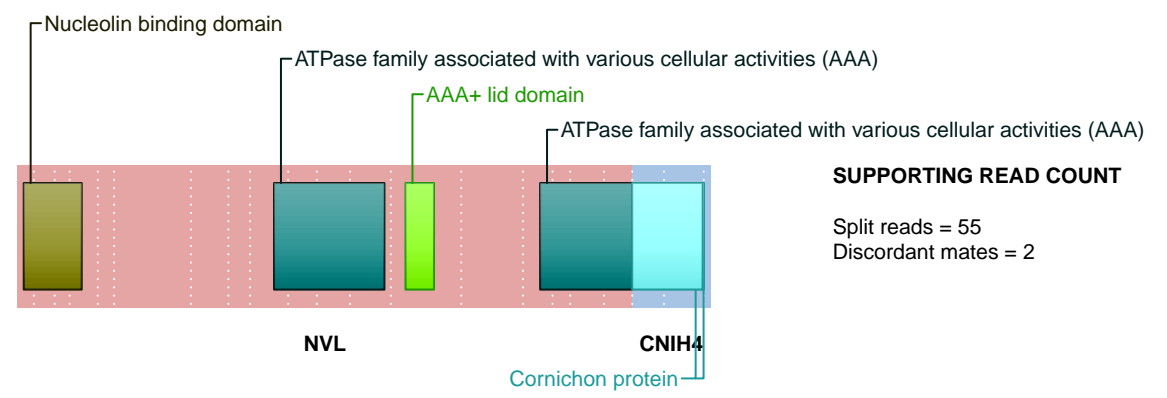 Nucleolin binding domain
ATPase family associated with various cellular activities (AAA)
AAA+ lid domain
ATPase family associated with various cellular activities (AAA)
SUPPORTING READ COUNT
Split reads = 55
Discordant mates = 2
NVL
CNIH4
Cornichon protein